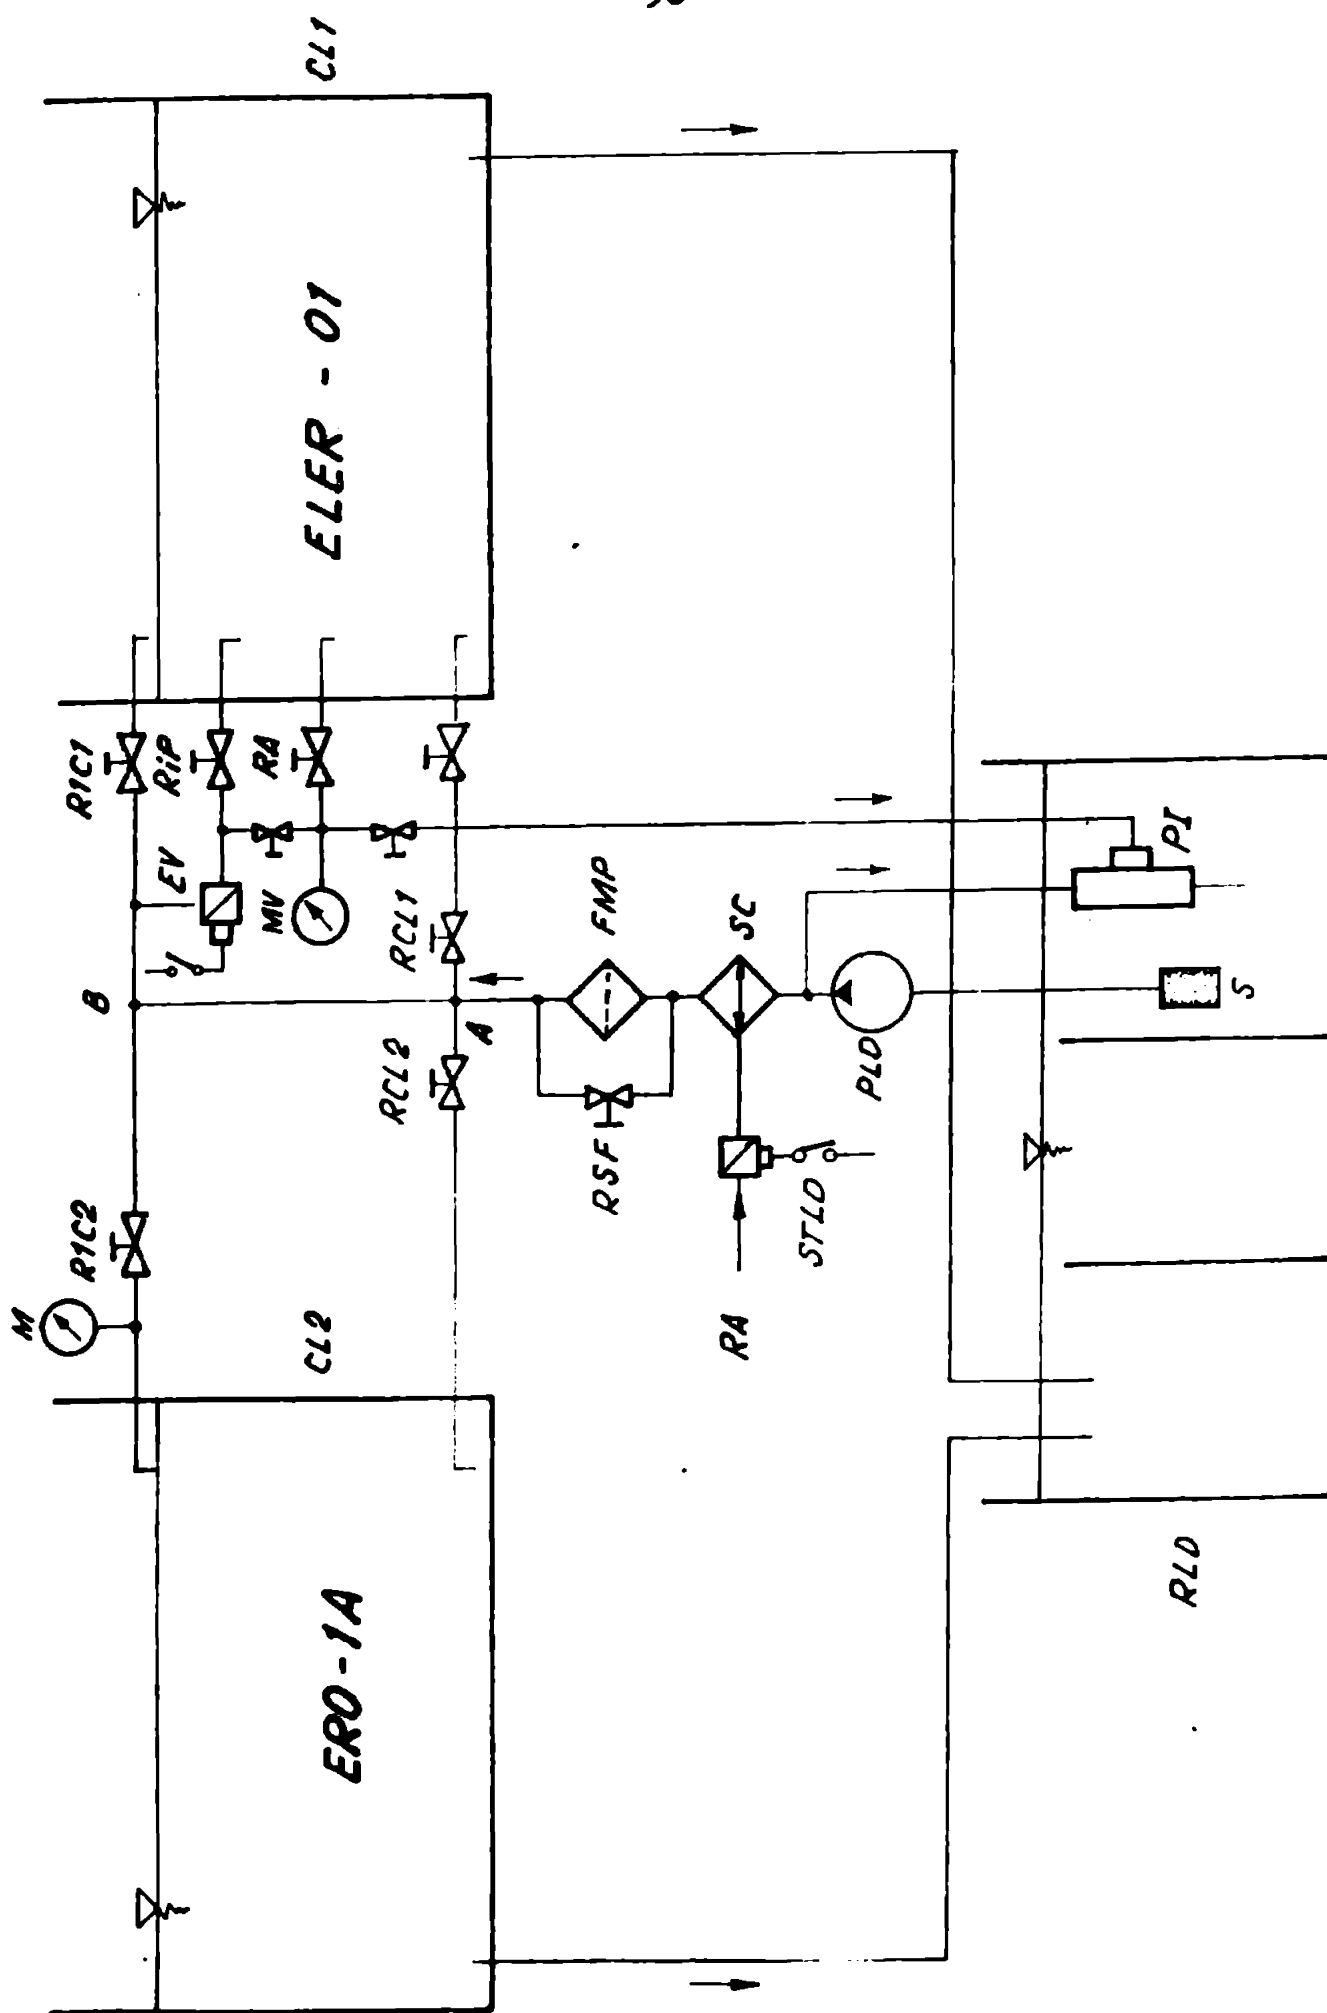 M
R1C2
B
R1C1
EV
RiP
MV
RA
CL2
CL1
ERO-1A
ELER - 01
RCL2
RCL1
A
RSF
FMP
RA
SC
STLD
PLD
RLD
PI
S